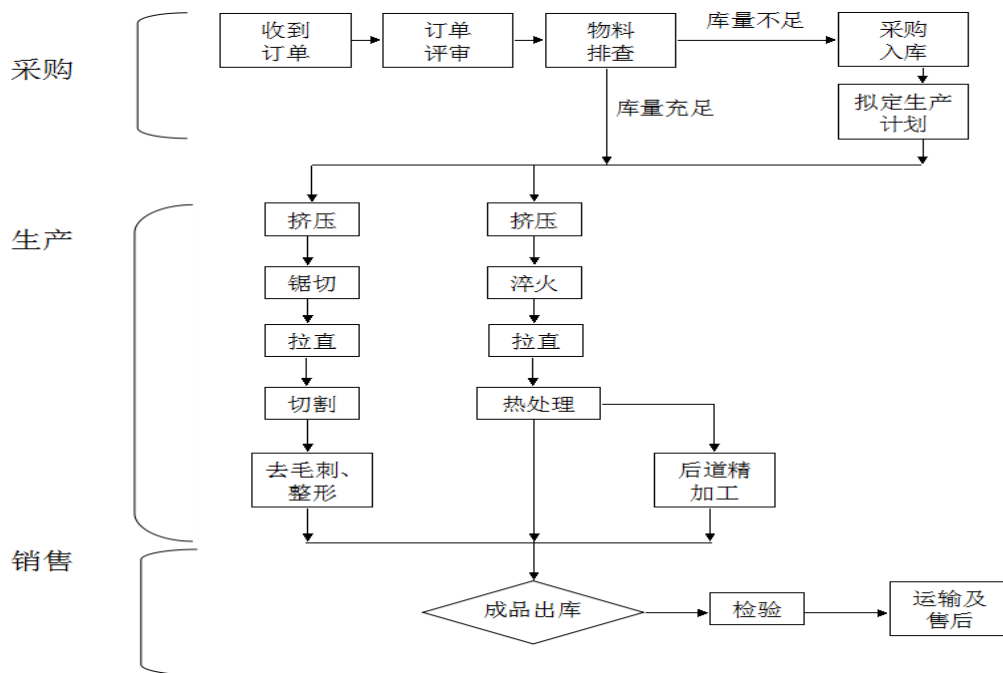 采购
收到
订单
订单
评审
物料
排查
库量不足
采购
入库
库量充足
拟定生产
计划
生产
挤压
挤压
锯切
淬火
拉直
拉直
切割
热处理
去毛刺、
整形
后道精
加工
销售
成品出库
检验
运输及
售后